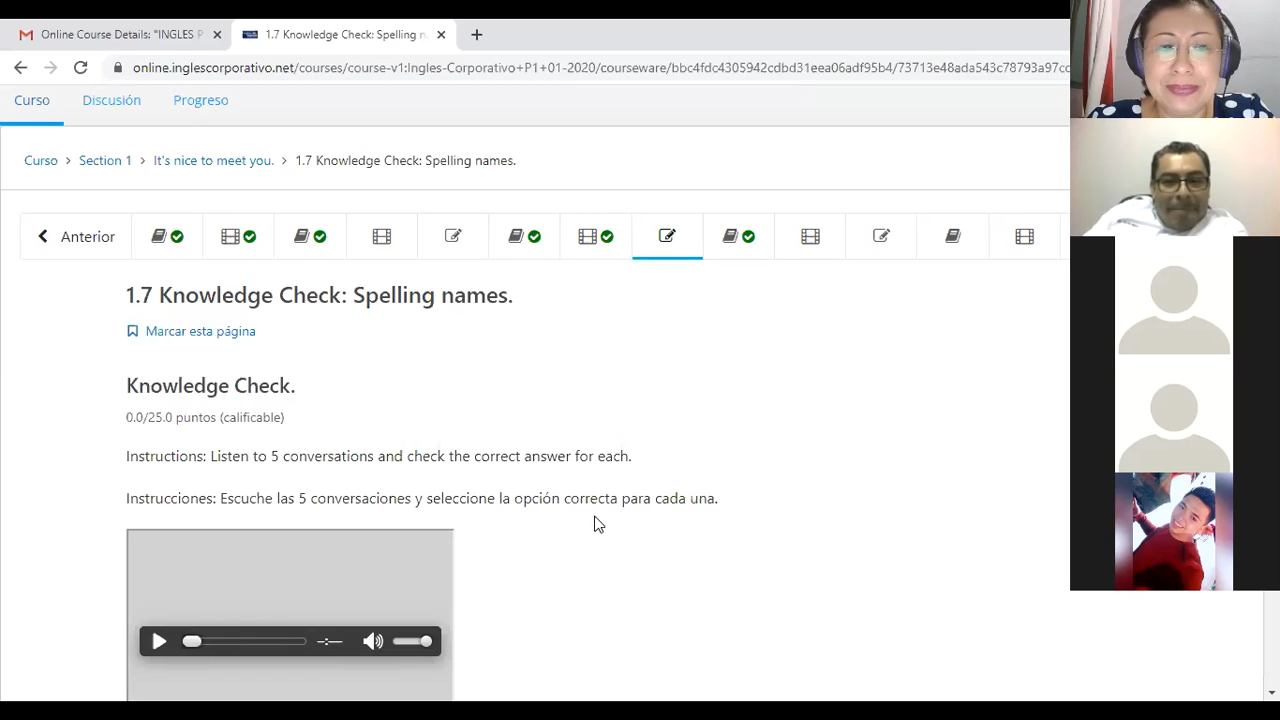 Online Course Details: "INGLES P
1.7 Knowledge Check: Spelling n
online.inglescorporativo.net/courses/course-v1:Ingles-Corporativo+P1+01-2020/courseware/bbc4fdc4305942cdbd31eea06adf95b4/73713e48ada543c78793a97cc
Curso Discusión Progreso
Curso > Section 1 > It's nice to meet you. > 1.7 Knowledge Check: Spelling names.
Anterior
1.7 Knowledge Check: Spelling names.
Marcar esta página
Knowledge Check.
0.0/25.0 puntos (calificable)
Instructions: Listen to 5 conversations and check the correct answer for each.
Instrucciones: Escuche las 5 conversaciones y seleccione la opción correcta para cada una.